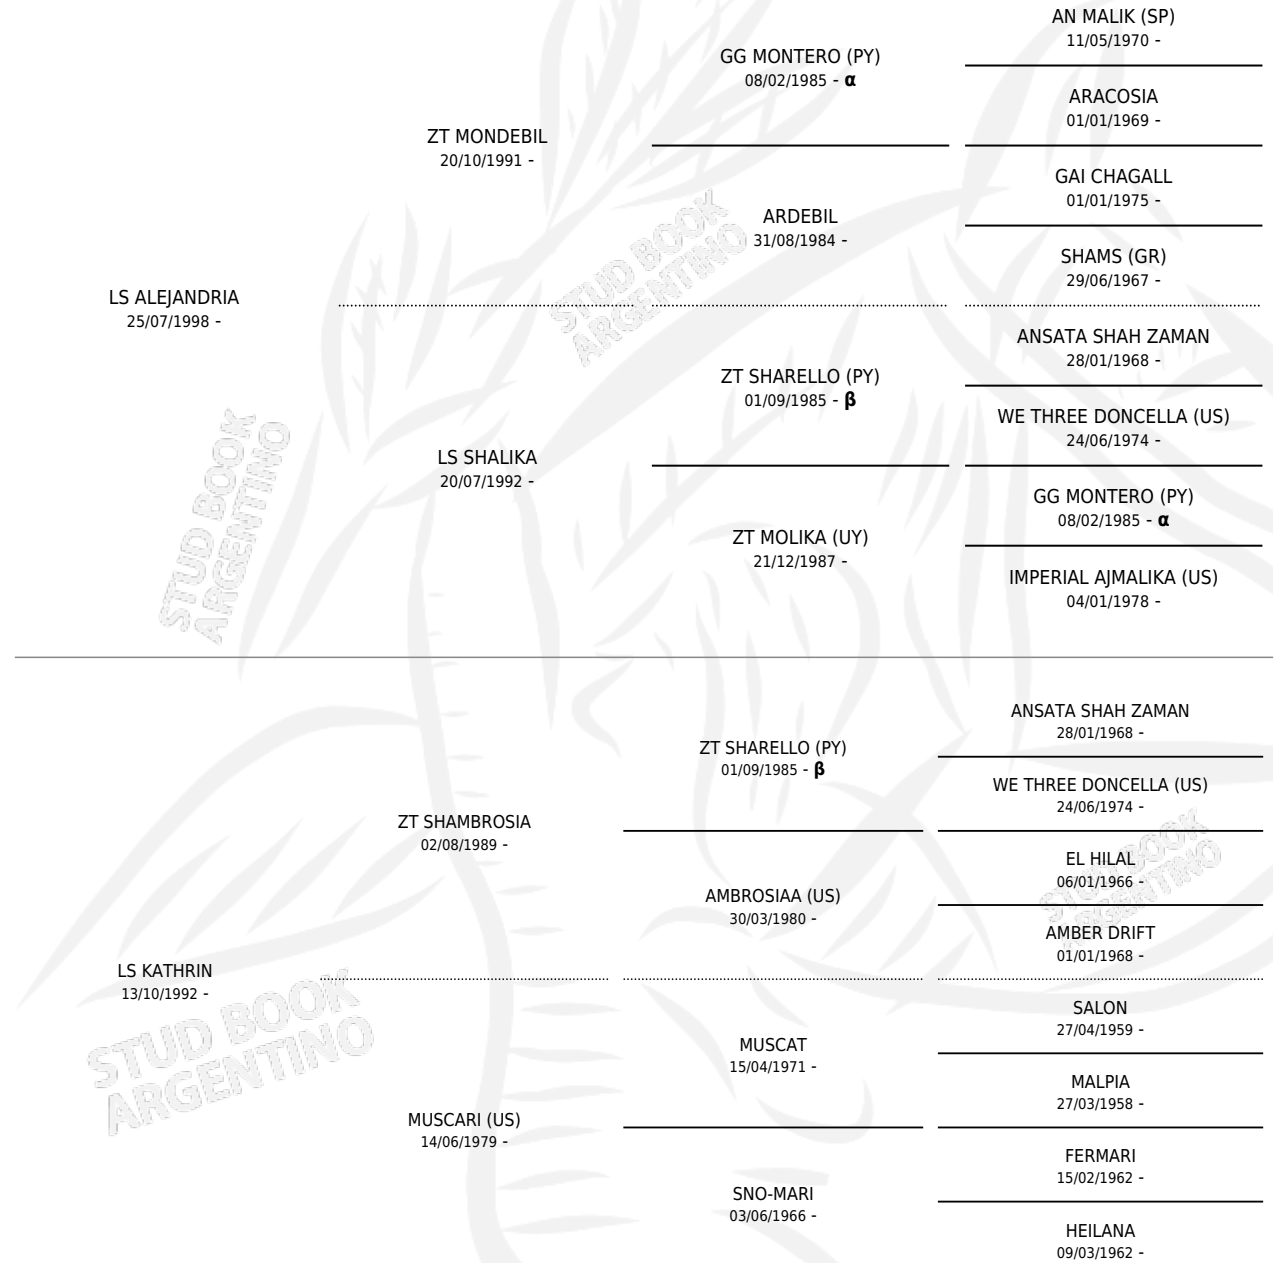 AN MALIK (SP)
11/05/1970 -
GG MONTERO (PY)
08/02/1985 - α
ARACOSIA
01/01/1969 -
ZT MONDEBIL
20/10/1991 -
GAI CHAGALL
01/01/1975 -
ARDEBIL
31/08/1984 -
SHAMS (GR)
29/06/1967 -
LS ALEJANDRIA
25/07/1998 -
ANSATA SHAH ZAMAN
28/01/1968 -
ZT SHARELLO (PY)
01/09/1985 - β
WE THREE DONCELLA (US)
24/06/1974 -
LS SHALIKA
20/07/1992 -
GG MONTERO (PY)
08/02/1985 - α
ZT MOLIKA (UY)
21/12/1987 -
IMPERIAL AJMALIKA (US)
04/01/1978 -
ANSATA SHAH ZAMAN
28/01/1968 -
ZT SHARELLO (PY)
01/09/1985 - β
WE THREE DONCELLA (US)
24/06/1974 -
ZT SHAMBROSIA
02/08/1989 -
EL HILAL
06/01/1966 -
AMBROSIAA (US)
30/03/1980 -
AMBER DRIFT
01/01/1968 -
LS KATHRIN
13/10/1992 -
SALON
27/04/1959 -
MUSCAT
15/04/1971 -
MALPIA
27/03/1958 -
MUSCARI (US)
14/06/1979 -
FERMARI
15/02/1962 -
SNO-MARI
03/06/1966 -
HEILANA
09/03/1962 -
STUD BOOK
ARGENTINO
STUD BOOK
ARGENTINO
STUD BOOK
ARGENTINO
STUD BOOK
ARGENTINO